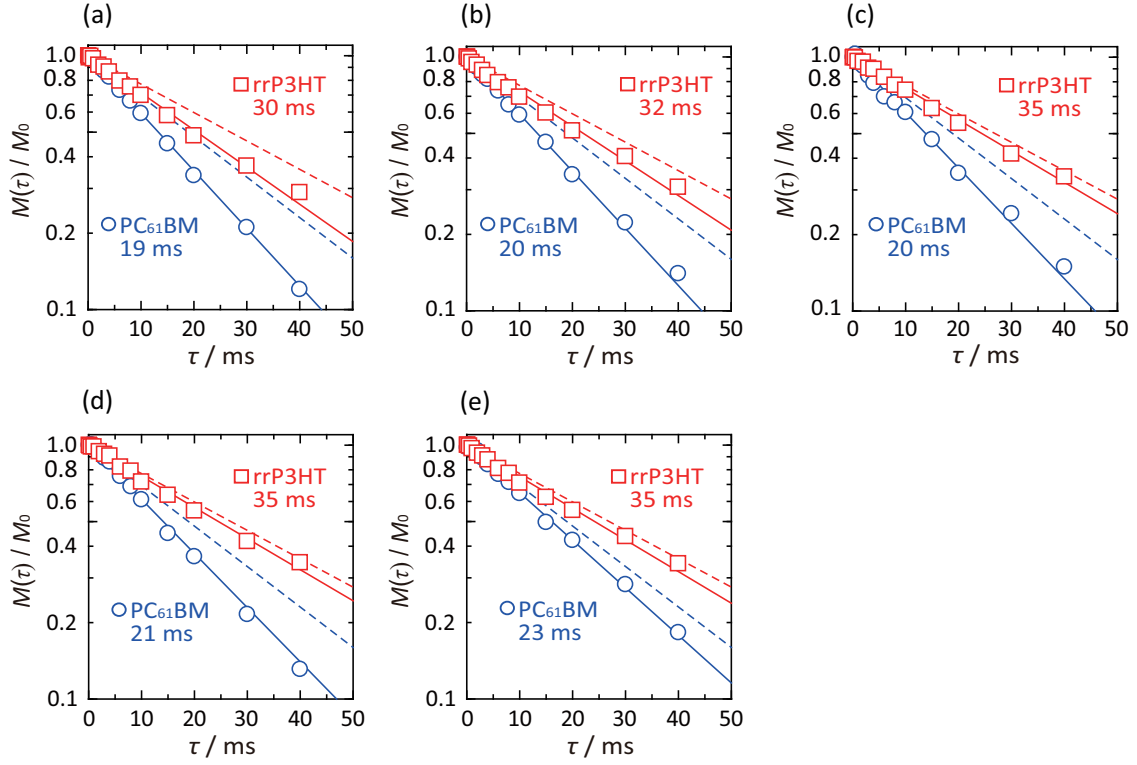 (a)
1.0
0.8
0.6
0.4
0.2
0.1
M(τ) / M₀
rrP3HT
30 ms
PC₆₁BM
19 ms
0 10 20 30 40 50
τ / ms
(b)
1.0
0.8
0.6
0.4
0.2
0.1
M(τ) / M₀
rrP3HT
32 ms
PC₆₁BM
20 ms
0 10 20 30 40 50
τ / ms
(c)
1.0
0.8
0.6
0.4
0.2
0.1
M(τ) / M₀
rrP3HT
35 ms
PC₆₁BM
20 ms
0 10 20 30 40 50
τ / ms
(d)
1.0
0.8
0.6
0.4
0.2
0.1
M(τ) / M₀
rrP3HT
35 ms
PC₆₁BM
21 ms
0 10 20 30 40 50
τ / ms
(e)
1.0
0.8
0.6
0.4
0.2
0.1
M(τ) / M₀
rrP3HT
35 ms
PC₆₁BM
23 ms
0 10 20 30 40 50
τ / ms